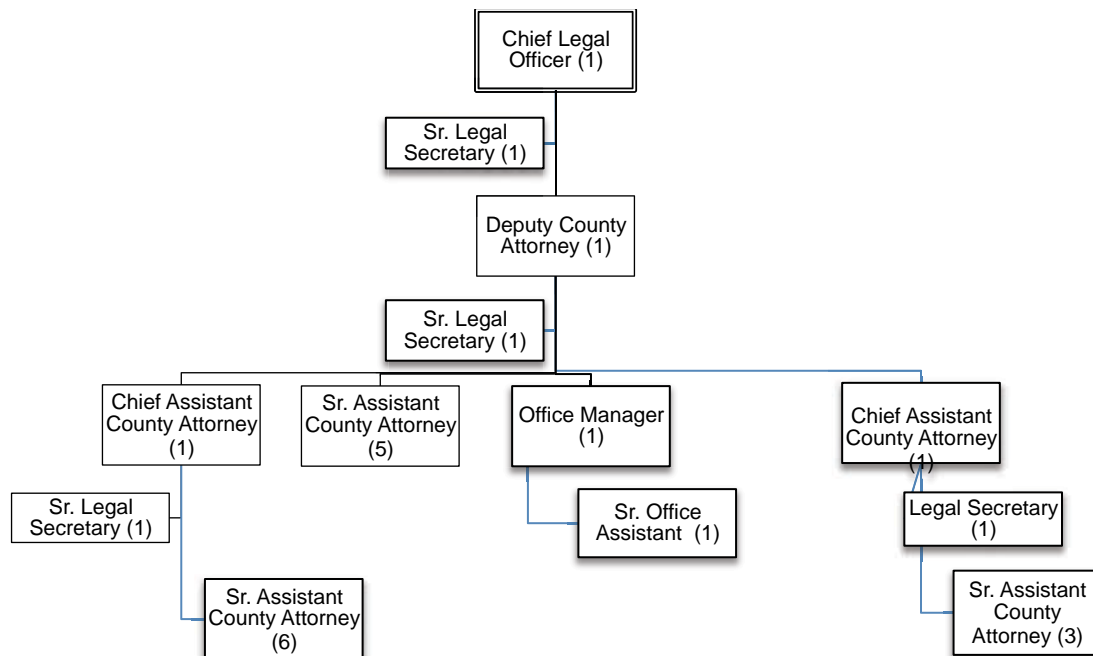 Chief Legal
Officer (1)
Sr. Legal
Secretary (1)
Deputy County
Attorney (1)
Sr. Legal
Secretary (1)
Chief Assistant
County Attorney
(1)
Sr. Assistant
County Attorney
(5)
Office Manager
(1)
Chief Assistant
County Attorney
(1)
Sr. Legal
Secretary (1)
Sr. Office
Assistant (1)
Legal Secretary
(1)
Sr. Assistant
County Attorney
(6)
Sr. Assistant
County
Attorney (3)